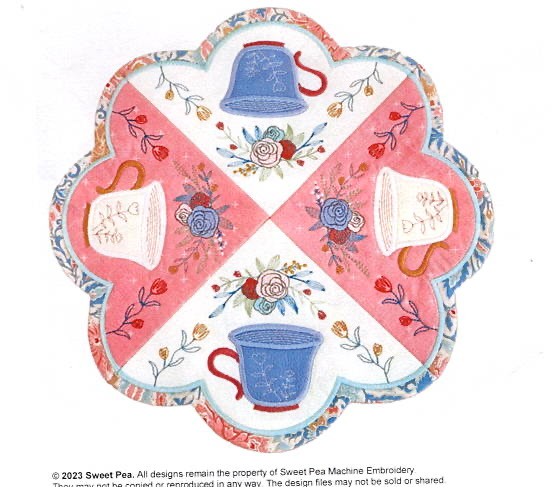 © 2023 Sweet Pea. All designs remain the property of Sweet Pea Machine Embroidery.
They may not be copied or reproduced in any way. The design files may not be sold or shared.